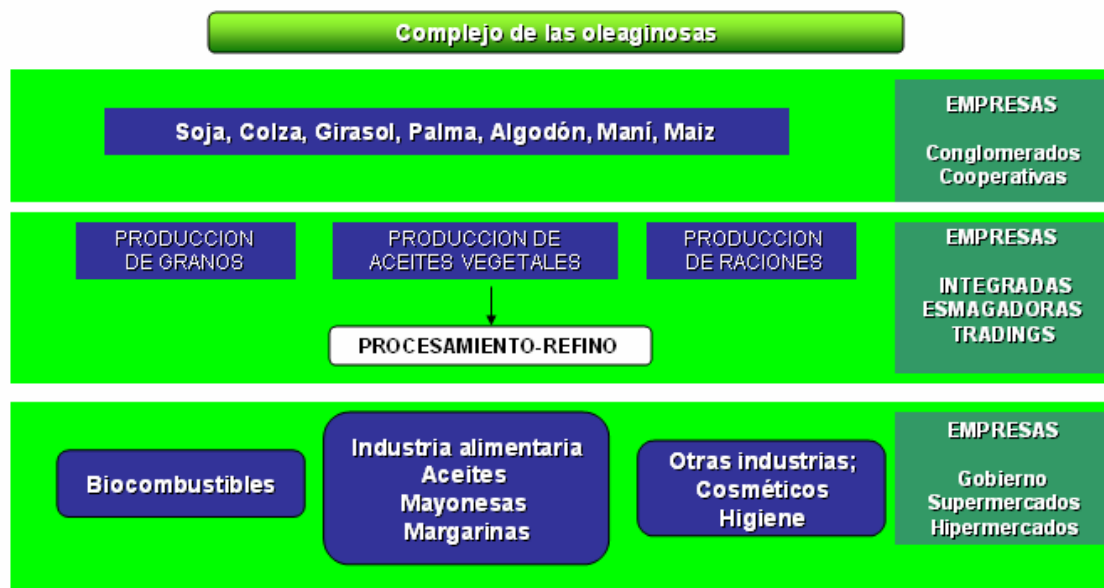 Complejo de las oleaginosas
Soja, Colza, Girasol, Palma, Algodón, Maní, Maiz
EMPRESAS
Conglomerados
Cooperativas
PRODUCCION
DE GRANOS
PRODUCCION DE
ACEITES VEGETALES
PRODUCCION
DE RACIONES
PROCESAMIENTO-REFINO
EMPRESAS
INTEGRADAS
ESMAGADORAS
TRADINGS
Biocombustibles
Industria alimentaria
Aceites
Mayonesas
Margarinas
Otras industrias;
Cosméticos
Higiene
EMPRESAS
Gobierno
Supermercados
Hipermercados